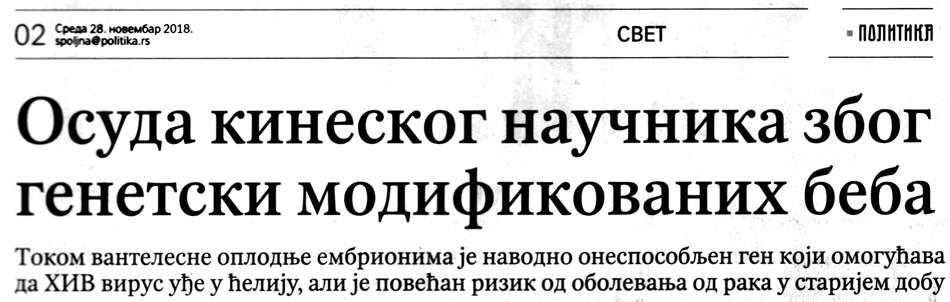 02
Среда 28. новембар 2018.
spoljna@politika.rs
СВЕТ
ПОЛИТИКА
Осуда кинеског научника због
генетски модификованих беба
Током вантелесне оплодње ембрионима је наводно онеспособљен ген који омогућава
да ХИВ вирус уђе у ћелију, али је повећан ризик од оболевања од рака у старијем добу